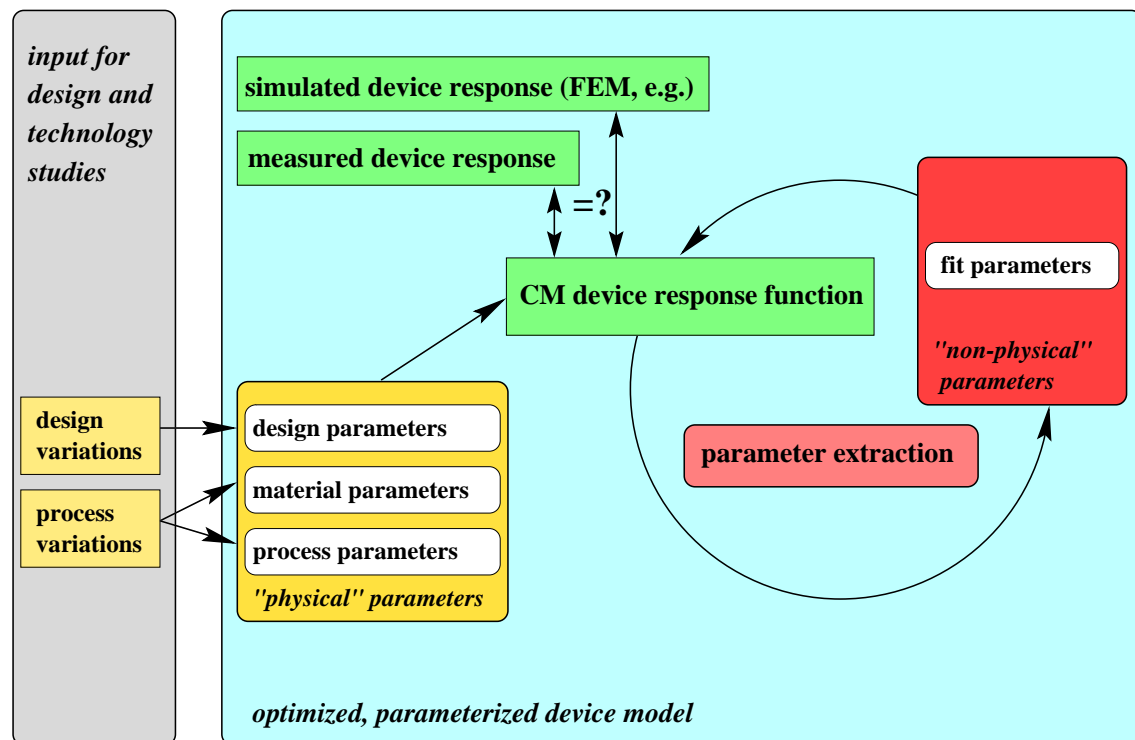 input for
design and
technology
studies
simulated device response (FEM, e.g.)
measured device response
=?
CM device response function
fit parameters
"non-physical"
parameters
parameter extraction
design
variations
process
variations
design parameters
material parameters
process parameters
"physical" parameters
optimized, parameterized device model